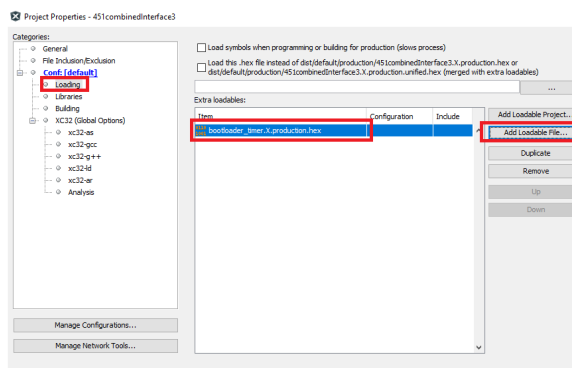 Project Properties - 451combinedInterface3
Categories:
General
File Inclusion/Exclusion
Conf: [default]
Loading
Libraries
Building
XC32 (Global Options)
xc32-as
xc32-gcc
xc32-g++
xc32-ld
xc32-ar
Analysis
Manage Configurations...
Manage Network Tools...
Load symbols when programming or building for production (slows process)
Load this .hex file instead of dist/default/production/451combinedInterface3.X.production.hex or
dist/default/production/451combinedInterface3.X.production.unified.hex (merged with extra loadables)
...
Extra loadables:
Item Configuration Include
bootloader_timer.X.production.hex
Add Loadable Project...
Add Loadable File...
Duplicate
Remove
Up
Down